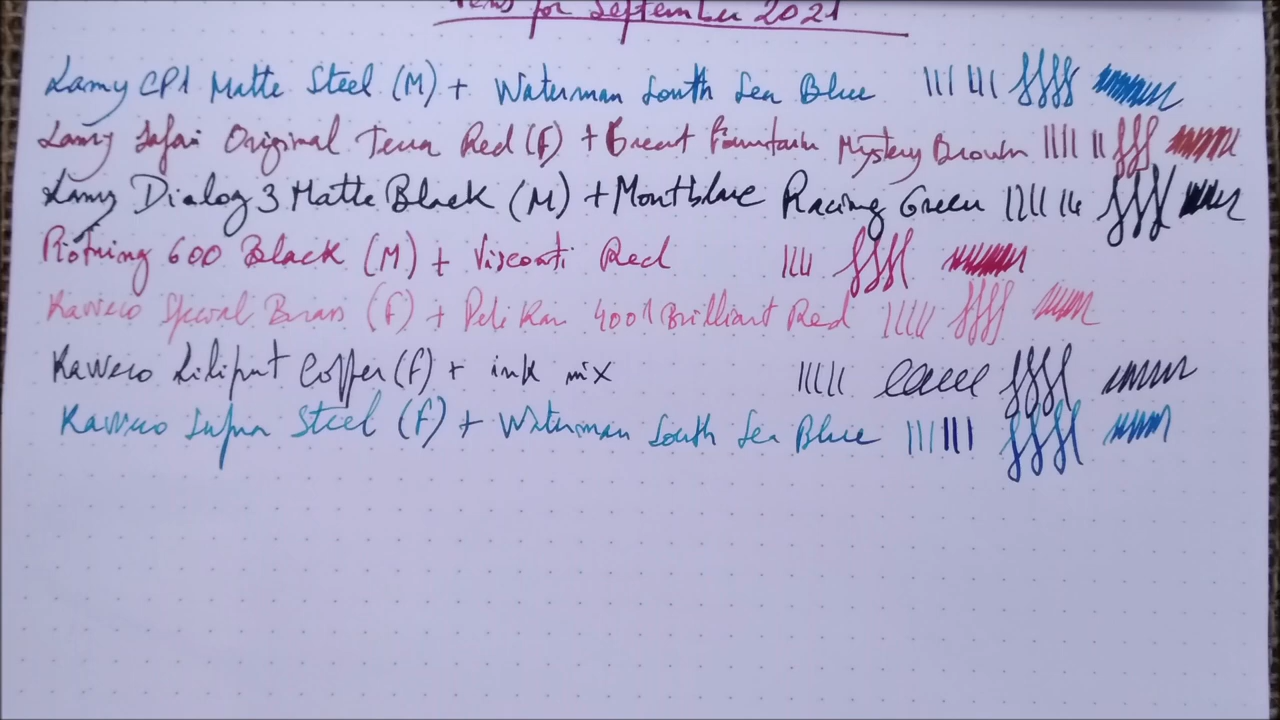 Pens for September 2021
Lamy CP1 Matte Steel (M) + Waterman South Sea Blue
Lamy Safari Original Terra Red (F) + Great Fountain Mystery Brown
Lamy Dialog 3 Matte Black (M) + Montblanc Racing Green
Rotring 600 Black (M) + Visconti Red
Kaweco Special Brass (F) + Pelikan 4001 Brilliant Red
Kaweco Liliput Copper (F) + ink mix
Kaweco Supra Steel (F) + Waterman South Sea Blue